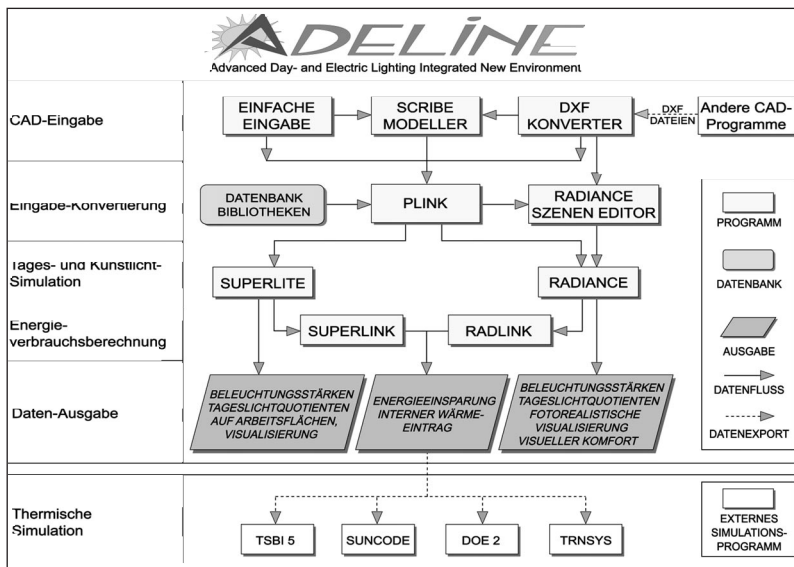 ADELINE
Advanced Day- and Electric Lighting Integrated New Environment
CAD-Eingabe
EINFACHE
EINGABE
SCRIBE
MODELLER
DXF
KONVERTER
DXF
DATEIEN
Andere CAD-
Programme
Eingabe-Konvertierung
DATENBANK
BIBLIOTHEKEN
PLINK
RADIANCE
SZENEN EDITOR
PROGRAMM
Tages- und Kunstlicht-
Simulation
SUPERLITE
RADIANCE
DATENBANK
Energie-
verbrauchsberechnung
SUPERLINK
RADLINK
AUSGABE
Daten-Ausgabe
BELEUCHTUNGSSTÄRKEN
TAGESLICHTQUOTIENTEN
AUF ARBEITSFLÄCHEN,
VISUALISIERUNG
ENERGIEEINSPARUNG
INTERNER WÄRME-
EINTRAG
BELEUCHTUNGSSTÄRKEN
TAGESLICHTQUOTIENTEN
FOTOREALISTISCHE
VISUALISIERUNG
VISUELLER KOMFORT
DATENFLUSS
DATENEXPORT
Thermische
Simulation
TSBI 5
SUNCODE
DOE 2
TRNSYS
EXTERNES
SIMULATIONS-
PROGRAMM